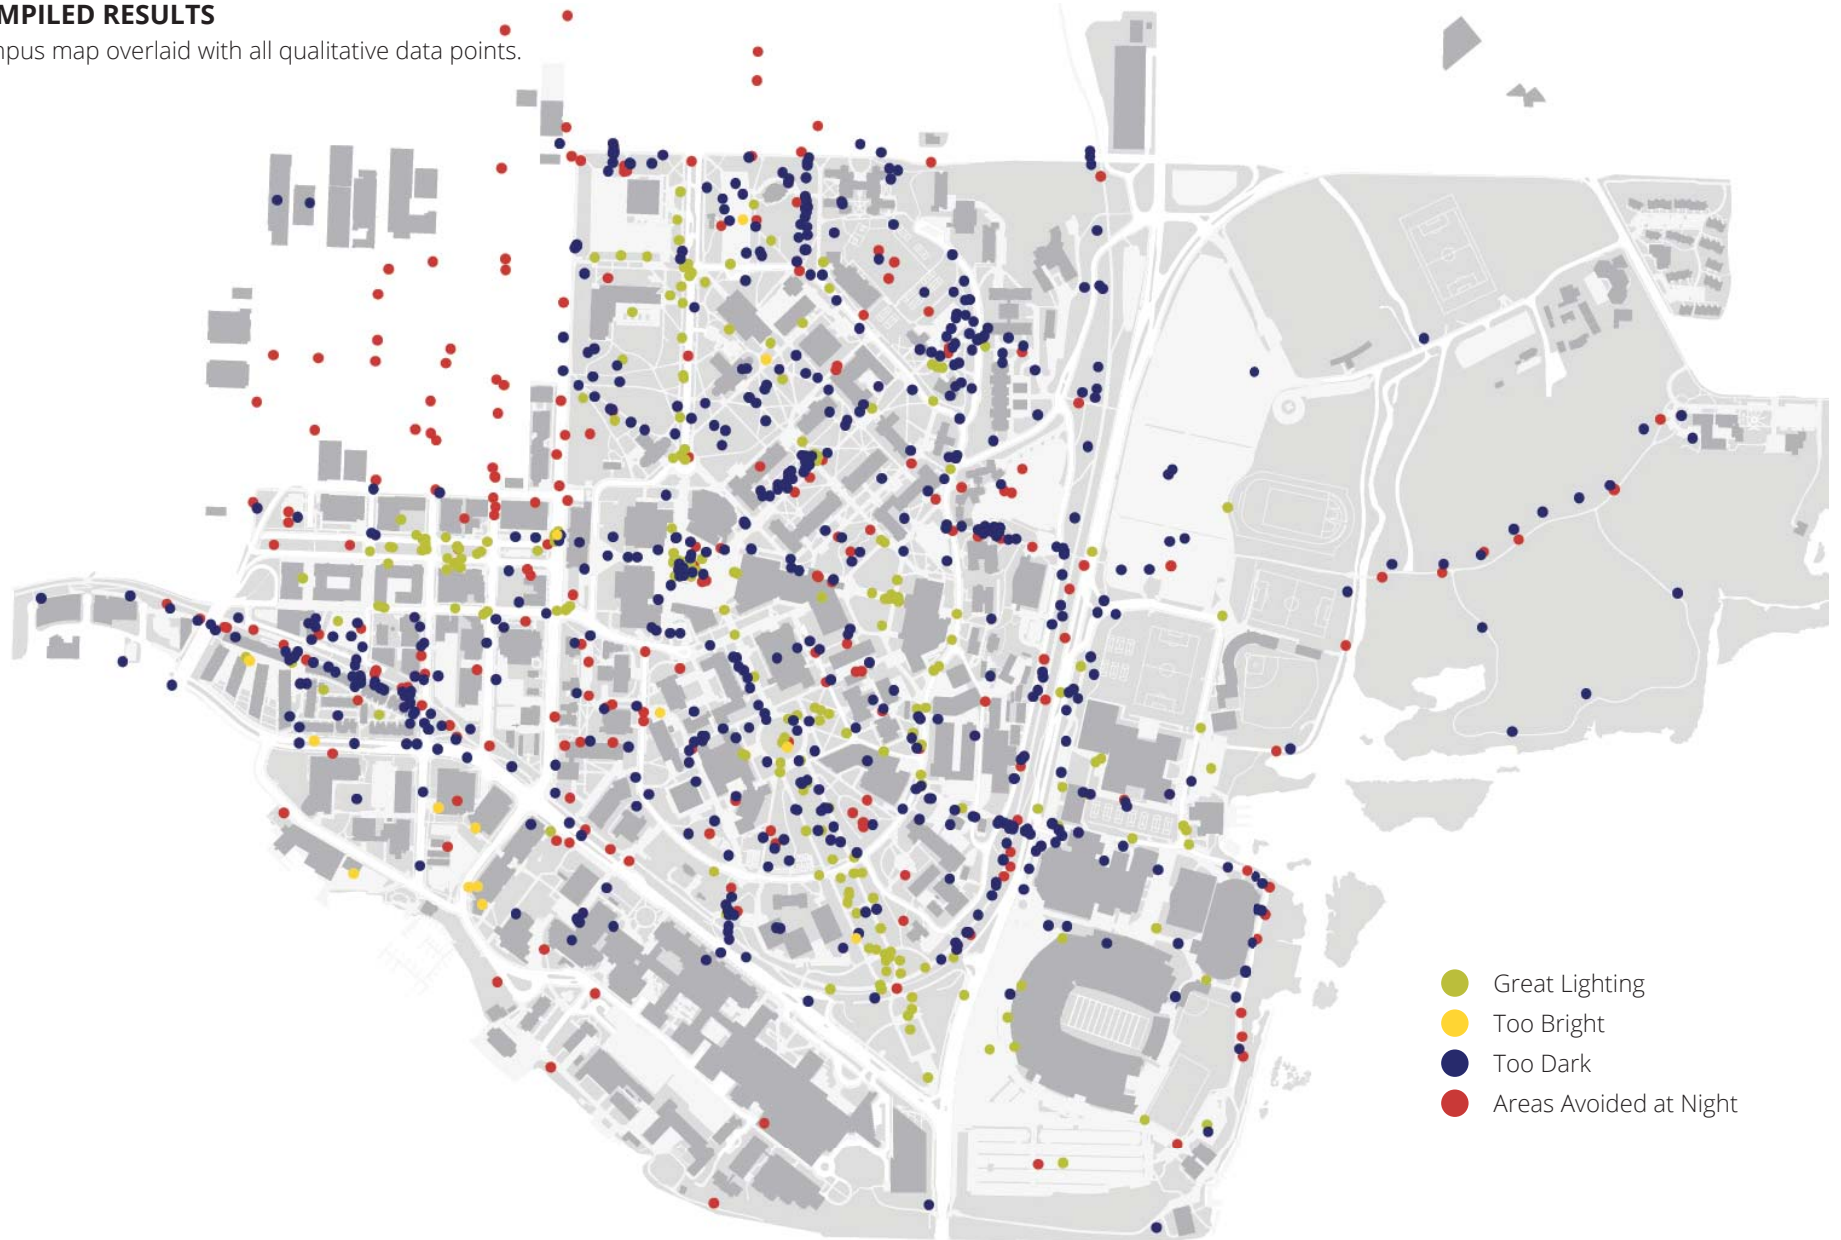 MPILED RESULTS
npus map overlaid with all qualitative data points.
Great Lighting
Too Bright
Too Dark
Areas Avoided at Night